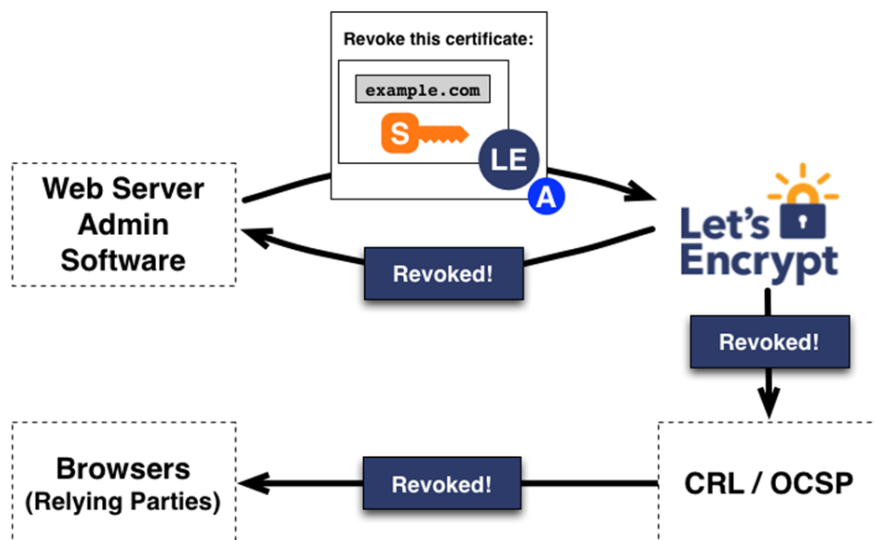 Revoke this certificate:
example.com
S
LE
A
Web Server
Admin
Software
Let's
Encrypt
Revoked!
Revoked!
Browsers
(Relying Parties)
Revoked!
CRL / OCSP